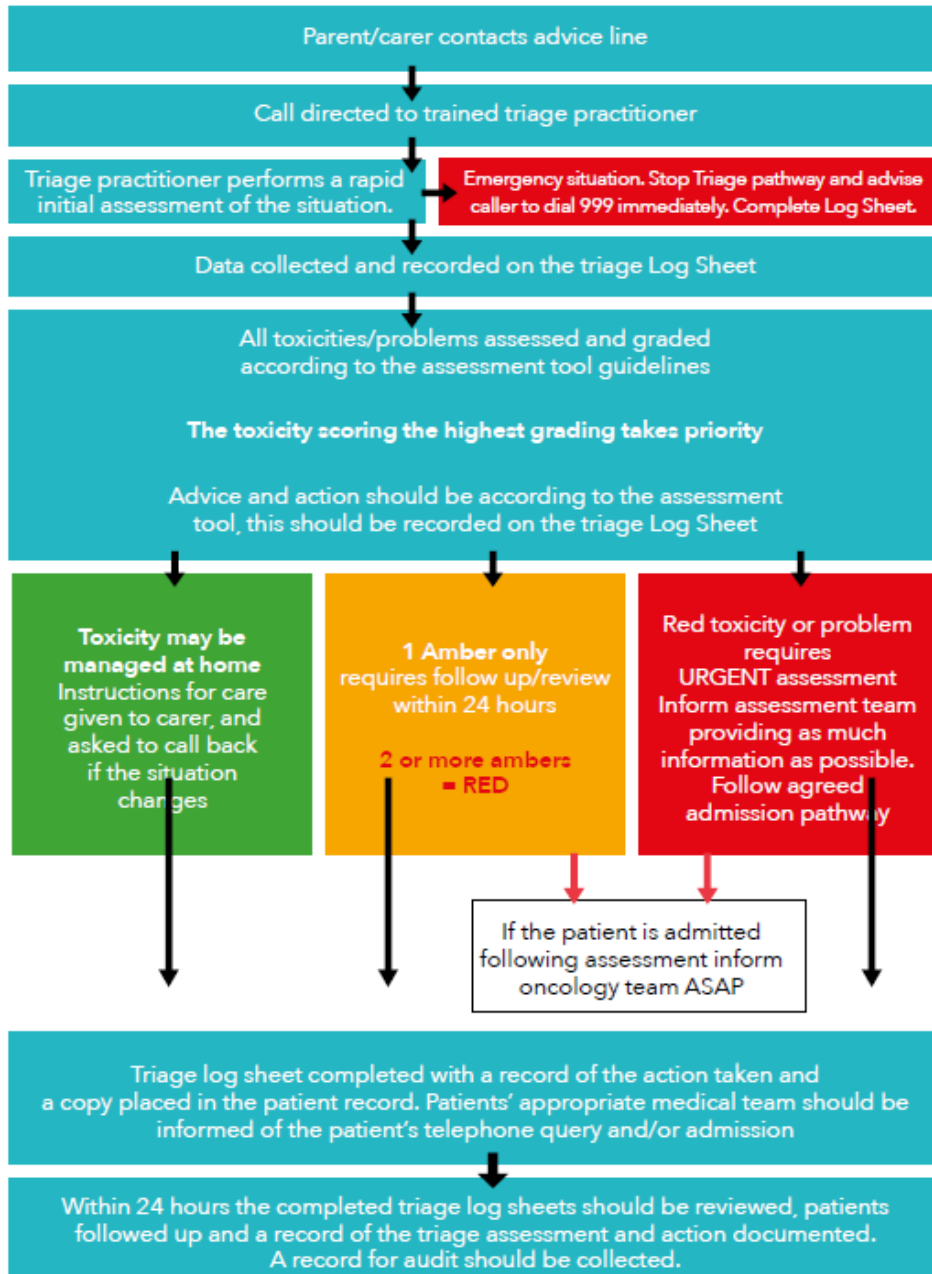 Parent/carer contacts advice line
Call directed to trained triage practitioner
Triage practitioner performs a rapid
initial assessment of the situation.
Emergency situation. Stop Triage pathway and advise
caller to dial 999 immediately. Complete Log Sheet.
Data collected and recorded on the triage Log Sheet
All toxicities/problems assessed and graded
according to the assessment tool guidelines
The toxicity scoring the highest grading takes priority
Advice and action should be according to the assessment
tool, this should be recorded on the triage Log Sheet
Toxicity may be
managed at home
Instructions for care
given to carer, and
asked to call back
if the situation
changes
1 Amber only
requires follow up/review
within 24 hours
2 or more ambers
= RED
Red toxicity or problem
requires
URGENT assessment
Inform assessment team
providing as much
information as possible.
Follow agreed
admission pathway
If the patient is admitted
following assessment inform
oncology team ASAP
Triage log sheet completed with a record of the action taken and
a copy placed in the patient record. Patients' appropriate medical team should be
informed of the patient's telephone query and/or admission
Within 24 hours the completed triage log sheets should be reviewed, patients
followed up and a record of the triage assessment and action documented.
A record for audit should be collected.